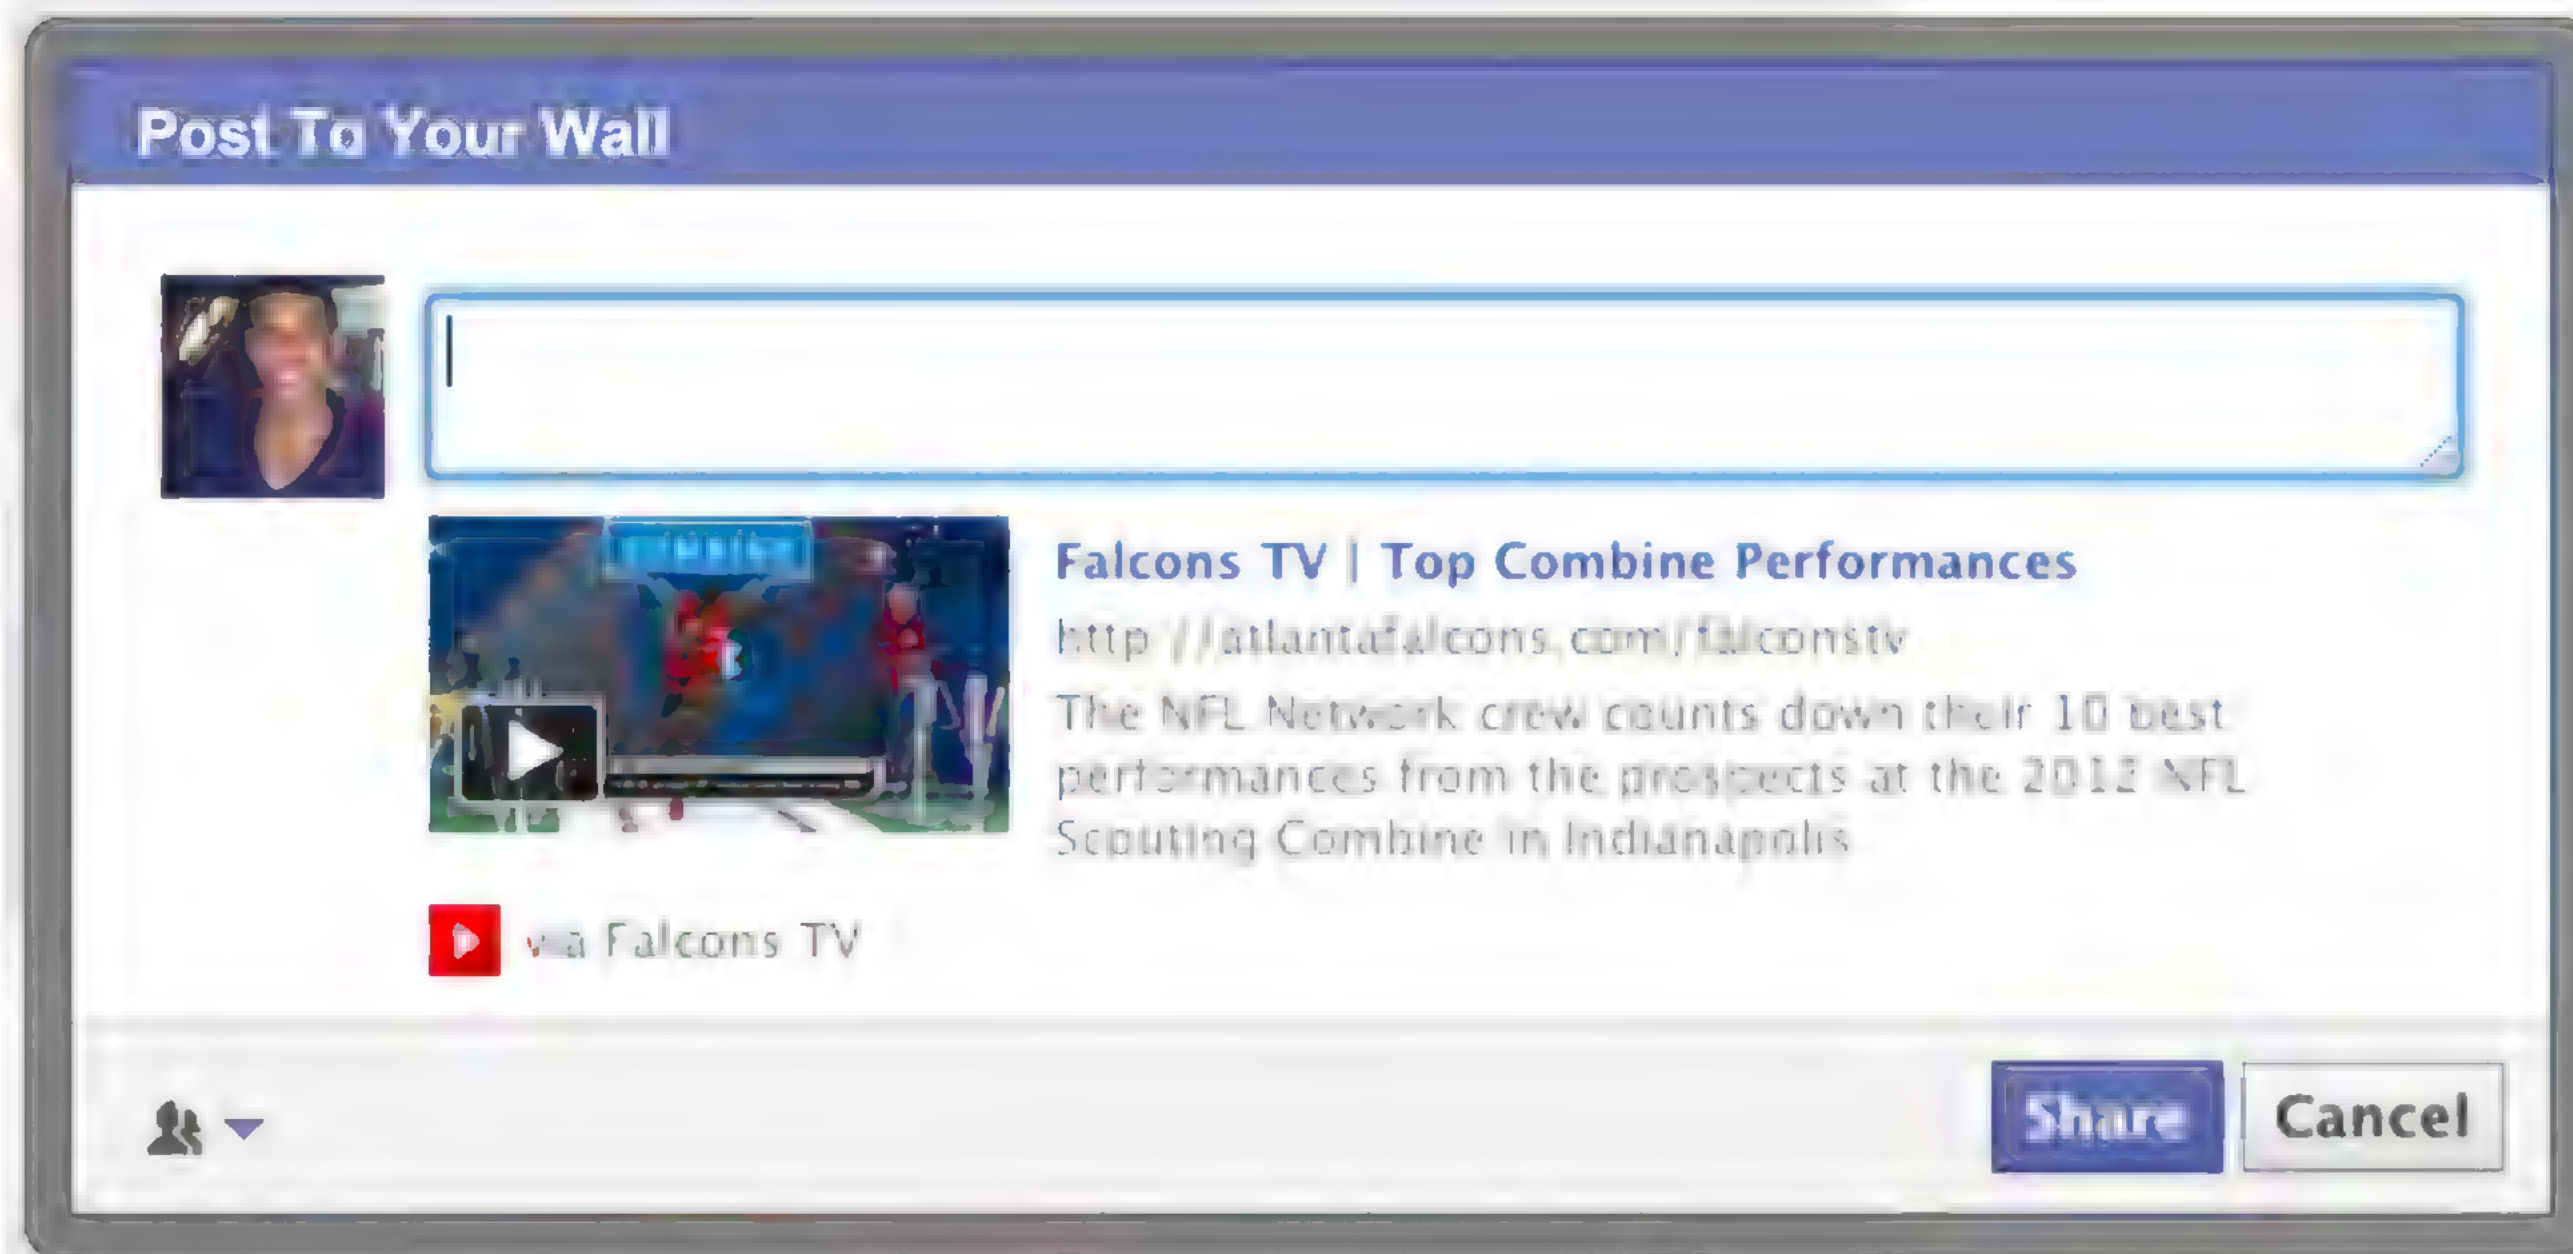 Post To Your Wall
Falcons TV | Top Combine Performances
http://atlantafalcons.com/falconstv
The NFL Network crew counts down their 10 best
performances from the prospects at the 2012 NFL
Scouting Combine in Indianapolis
via Falcons TV
Share
Cancel